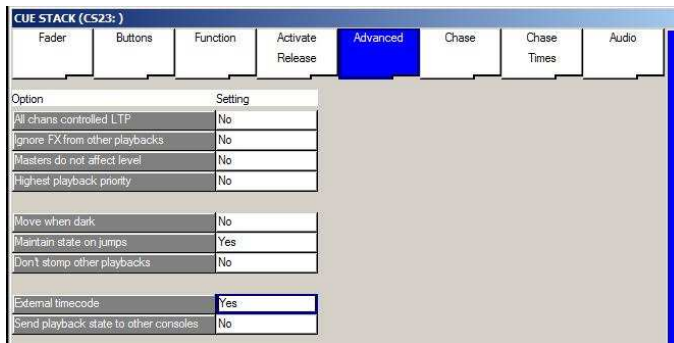 CUE STACK (CS23: )
Fader Buttons Function Activate Release Advanced Chase Chase Times Audio
Option Setting
All chans controlled LTP No
Ignore FX from other playbacks No
Masters do not affect level No
Highest playback priority No
Move when dark No
Maintain state on jumps Yes
Don't stomp other playbacks No
External timecode Yes
Send playback state to other consoles No